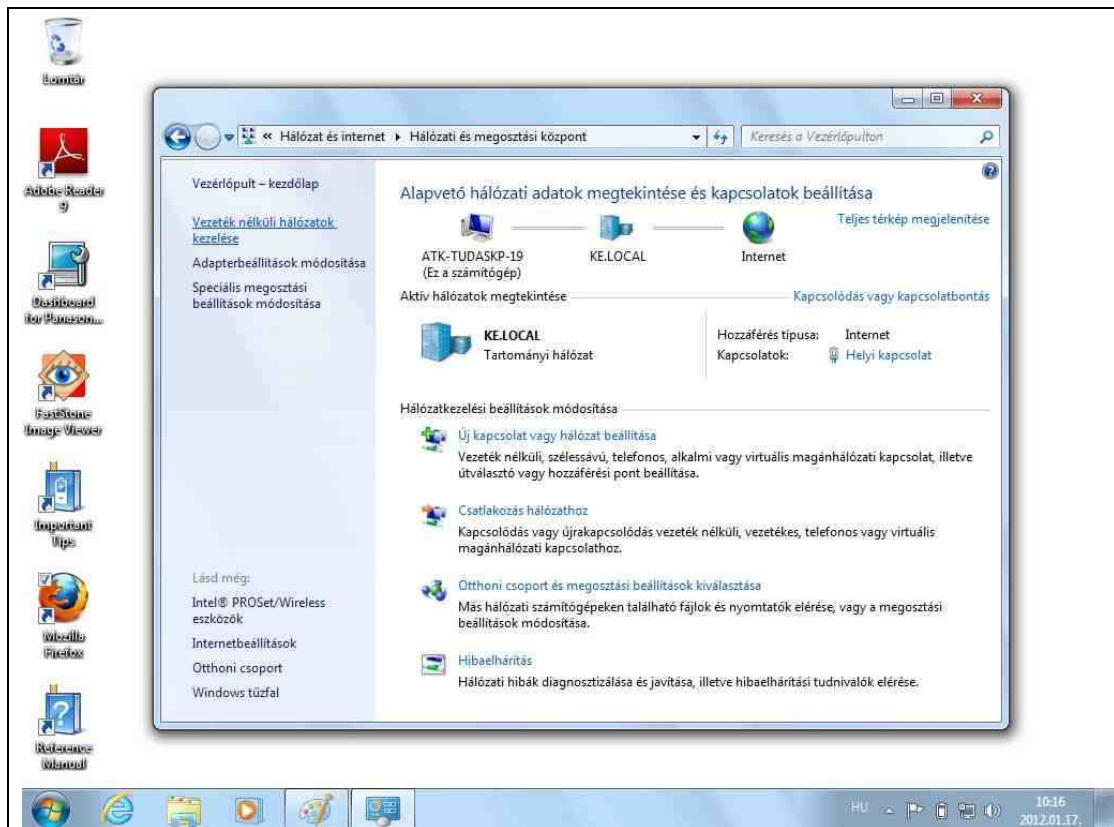 Lomtár
Adobe Reader
9
Dashboard
for Panason...
FastStone
Image Viewer
Important
Tips
Mozilla
Firefox
Reference
Manual
« Hálózat és internet ▸ Hálózati és megosztási központ
Keresés a Vezérlőpulton
Vezérlőpult – kezdőlap
Vezeték nélküli hálózatok
kezelése
Adapterbeállítások módosítása
Speciális megosztási
beállítások módosítása
Lásd még:
Intel® PROSet/Wireless
eszközök
Internetbeállítások
Otthoni csoport
Windows tűzfal
Alapvető hálózati adatok megtekintése és kapcsolatok beállítása
Teljes térkép megjelenítése
ATK-TUDASKP-19
(Ez a számítógép)
KE.LOCAL
Internet
Aktív hálózatok megtekintése
Kapcsolódás vagy kapcsolatbontás
KE.LOCAL
Tartományi hálózat
Hozzáférés típusa: Internet
Kapcsolatok: Helyi kapcsolat
Hálózatkezelési beállítások módosítása
Új kapcsolat vagy hálózat beállítása
Vezeték nélküli, szélessávú, telefonos, alkalmi vagy virtuális magánhálózati kapcsolat, illetve
útválasztó vagy hozzáférési pont beállítása.
Csatlakozás hálózathoz
Kapcsolódás vagy újrakapcsolódás vezeték nélküli, vezetékes, telefonos vagy virtuális
magánhálózati kapcsolathoz.
Otthoni csoport és megosztási beállítások kiválasztása
Más hálózati számítógépeken található fájlok és nyomtatók elérése, vagy a megosztási
beállítások módosítása.
Hibaelhárítás
Hálózati hibák diagnosztizálása és javítása, illetve hibaelhárítási tudnivalók elérése.
HU
10:16
2012.01.17.